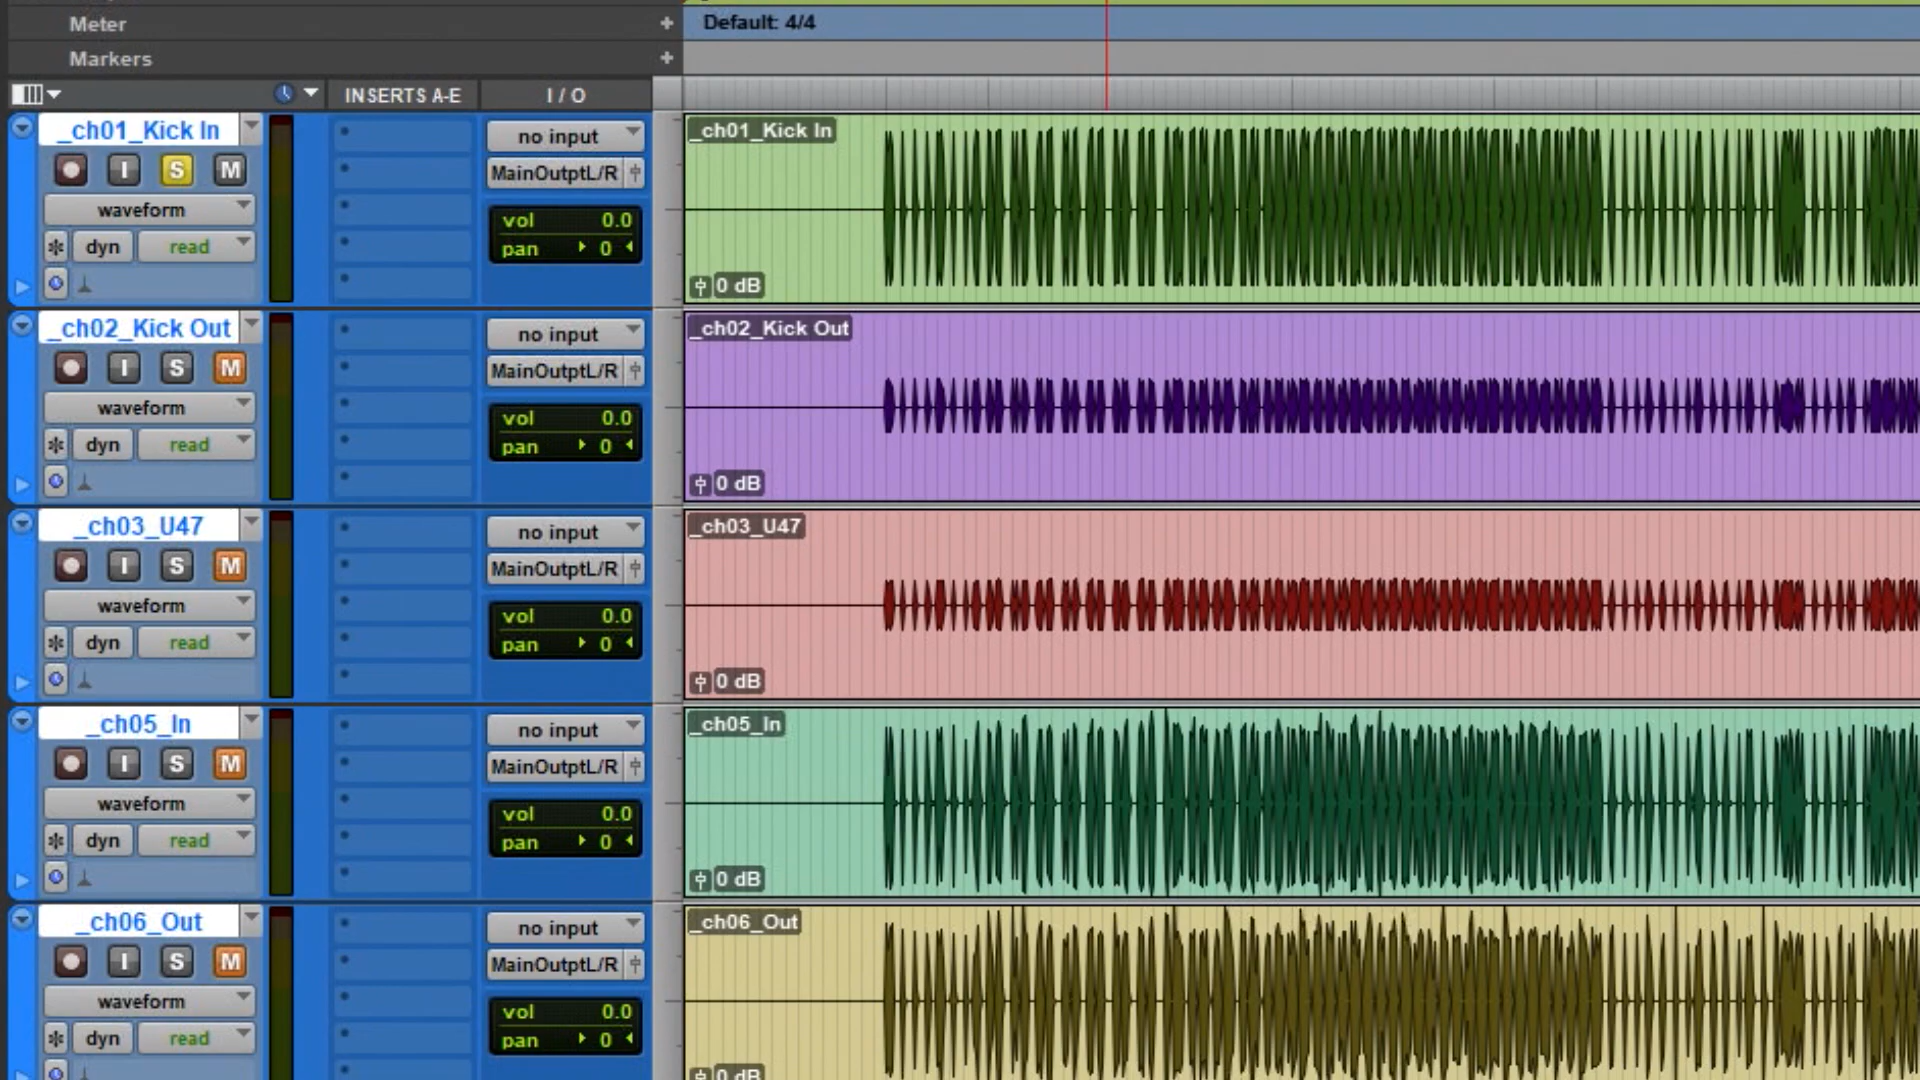 Meter
Default: 4/4
Markers
INSERTS A-E I / O
_ch01_Kick In no input _ch01_Kick In
I S M MainOutptL/R
waveform vol 0.0
dyn read pan 0
0 dB
_ch02_Kick Out no input _ch02_Kick Out
I S M MainOutptL/R
waveform vol 0.0
dyn read pan 0
0 dB
_ch03_U47 no input _ch03_U47
I S M MainOutptL/R
waveform vol 0.0
dyn read pan 0
0 dB
_ch05_In no input _ch05_In
I S M MainOutptL/R
waveform vol 0.0
dyn read pan 0
0 dB
_ch06_Out no input _ch06_Out
I S M MainOutptL/R
waveform vol 0.0
dyn read pan 0
0 dB